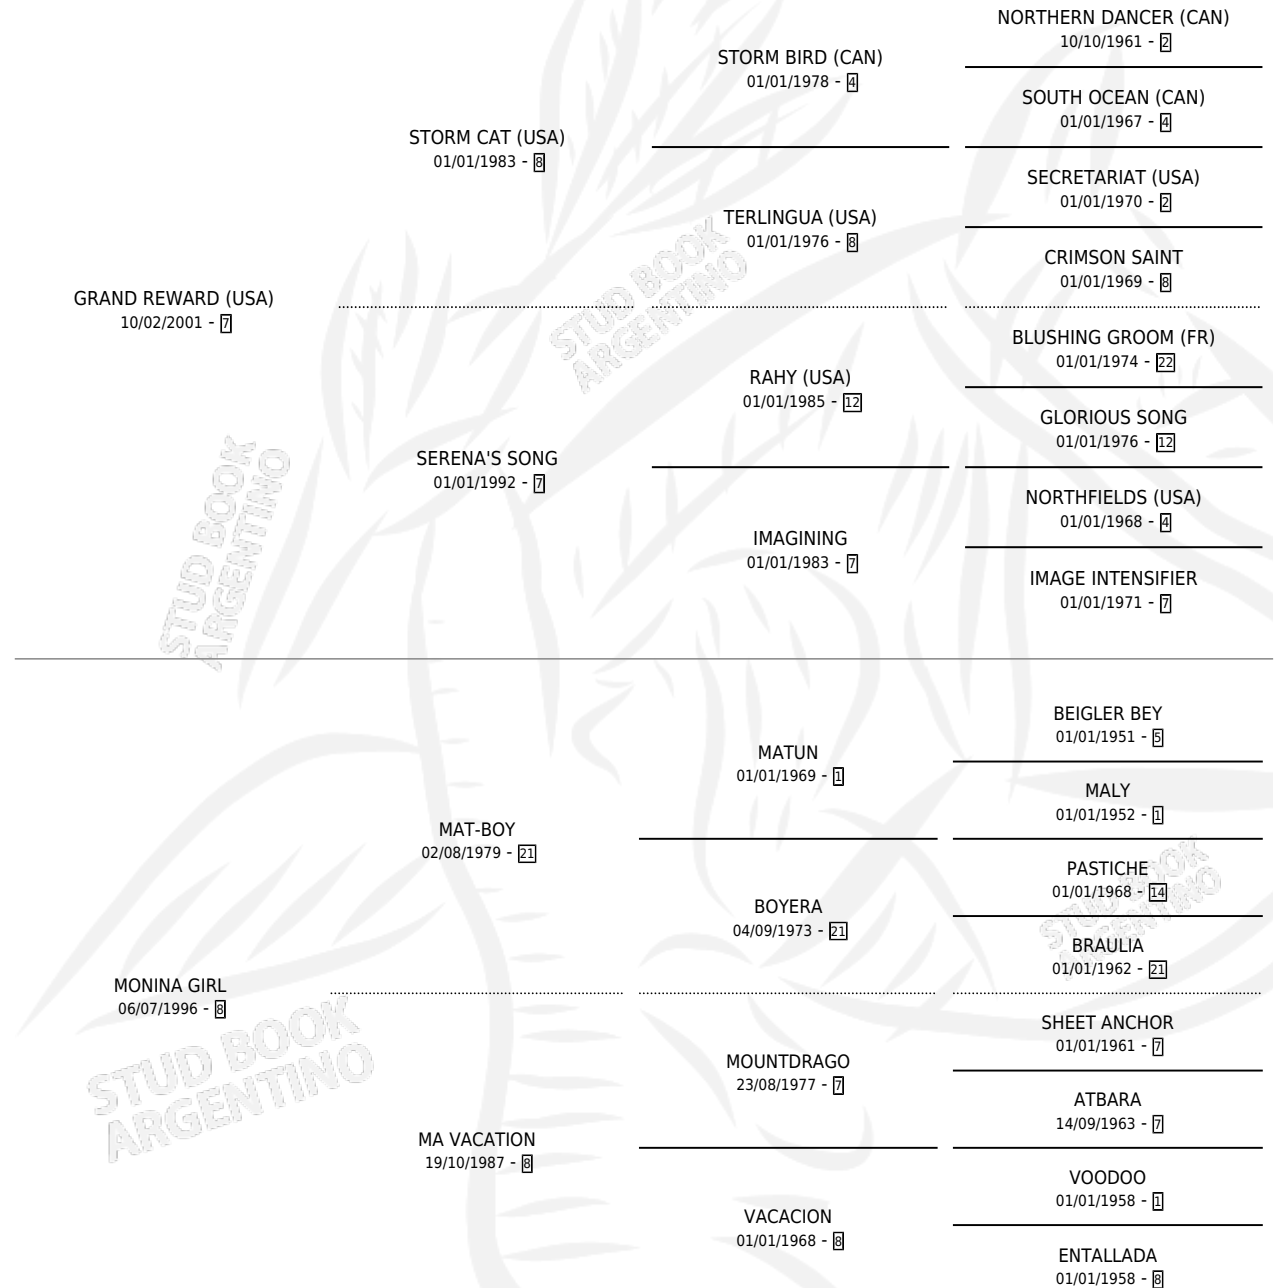 NORTHERN DANCER (CAN)
10/10/1961 - 2
STORM BIRD (CAN)
01/01/1978 - 4
SOUTH OCEAN (CAN)
01/01/1967 - 4
STORM CAT (USA)
01/01/1983 - 8
SECRETARIAT (USA)
01/01/1970 - 2
TERLINGUA (USA)
01/01/1976 - 8
CRIMSON SAINT
01/01/1969 - 8
GRAND REWARD (USA)
10/02/2001 - 7
BLUSHING GROOM (FR)
01/01/1974 - 22
RAHY (USA)
01/01/1985 - 12
GLORIOUS SONG
01/01/1976 - 12
SERENA'S SONG
01/01/1992 - 7
NORTHFIELDS (USA)
01/01/1968 - 4
IMAGINING
01/01/1983 - 7
IMAGE INTENSIFIER
01/01/1971 - 7
BEIGLER BEY
01/01/1951 - 5
MATUN
01/01/1969 - 1
MALY
01/01/1952 - 1
MAT-BOY
02/08/1979 - 21
PASTICHE
01/01/1968 - 14
BOYERA
04/09/1973 - 21
BRAULIA
01/01/1962 - 21
MONINA GIRL
06/07/1996 - 8
SHEET ANCHOR
01/01/1961 - 7
MOUNTDRAGO
23/08/1977 - 7
ATBARA
14/09/1963 - 7
MA VACATION
19/10/1987 - 8
VOODOO
01/01/1958 - 1
VACACION
01/01/1968 - 8
ENTALLADA
01/01/1958 - 8
STUD BOOK
ARGENTINO
STUD BOOK
ARGENTINO
STUD BOOK
ARGENTINO
STUD BOOK
ARGENTINO